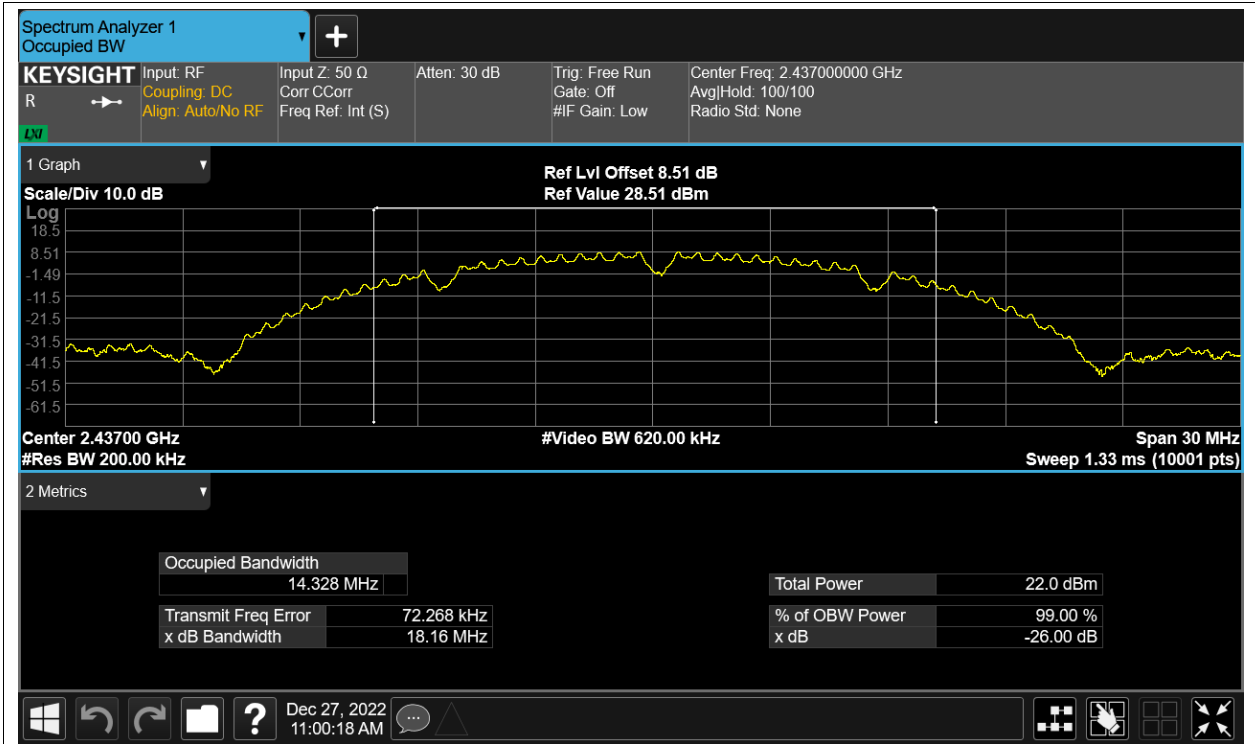 Spectrum Analyzer 1
Occupied BW
KEYSIGHT
R
LXI
Input: RF
Coupling: DC
Align: Auto/No RF
Input Z: 50 Ω
Corr CCorr
Freq Ref: Int (S)
Atten: 30 dB
Trig: Free Run
Gate: Off
#IF Gain: Low
Center Freq: 2.437000000 GHz
Avg|Hold: 100/100
Radio Std: None
1 Graph
Scale/Div 10.0 dB
Ref Lvl Offset 8.51 dB
Ref Value 28.51 dBm
Log
18.5
8.51
-1.49
-11.5
-21.5
-31.5
-41.5
-51.5
-61.5
Center 2.43700 GHz
#Video BW 620.00 kHz
Span 30 MHz
#Res BW 200.00 kHz
Sweep 1.33 ms (10001 pts)
2 Metrics
Occupied Bandwidth
14.328 MHz
Transmit Freq Error 72.268 kHz
x dB Bandwidth 18.16 MHz
Total Power 22.0 dBm
% of OBW Power 99.00 %
x dB -26.00 dB
?
Dec 27, 2022
11:00:18 AM